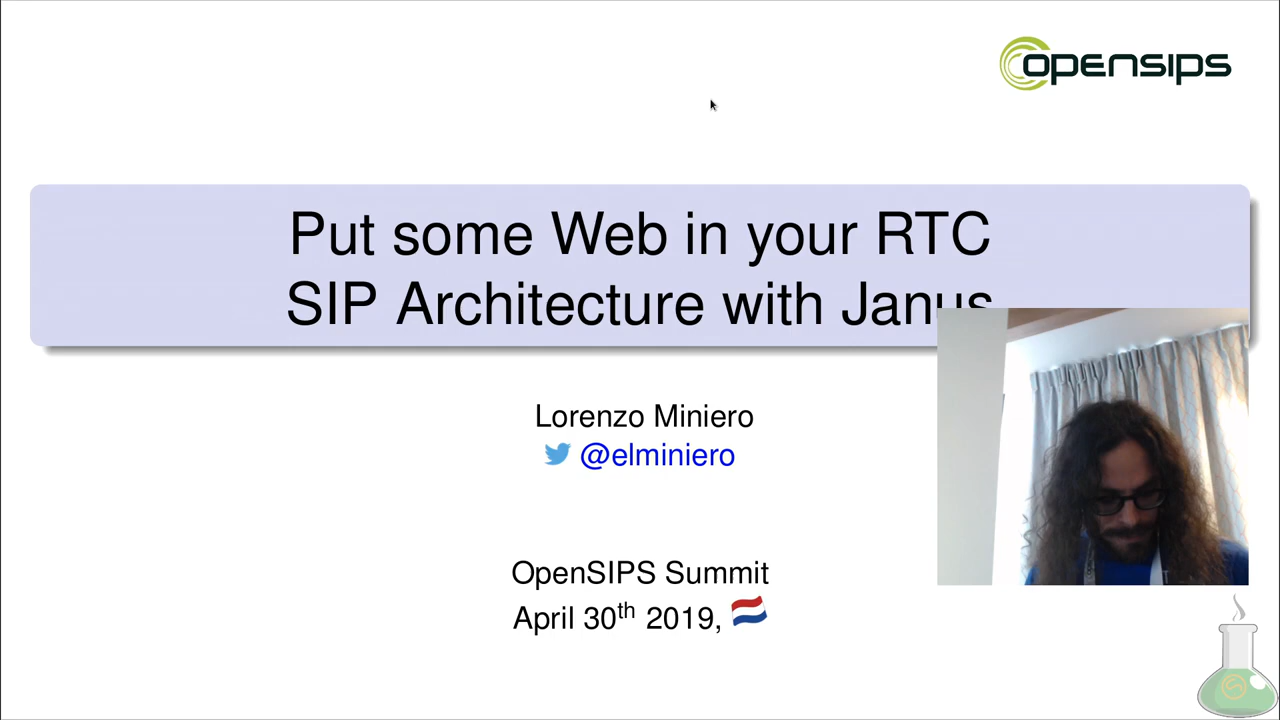 opensips
Put some Web in your RTC
SIP Architecture with Janus
Lorenzo Miniero
@elminiero
OpenSIPS Summit
April 30th 2019,